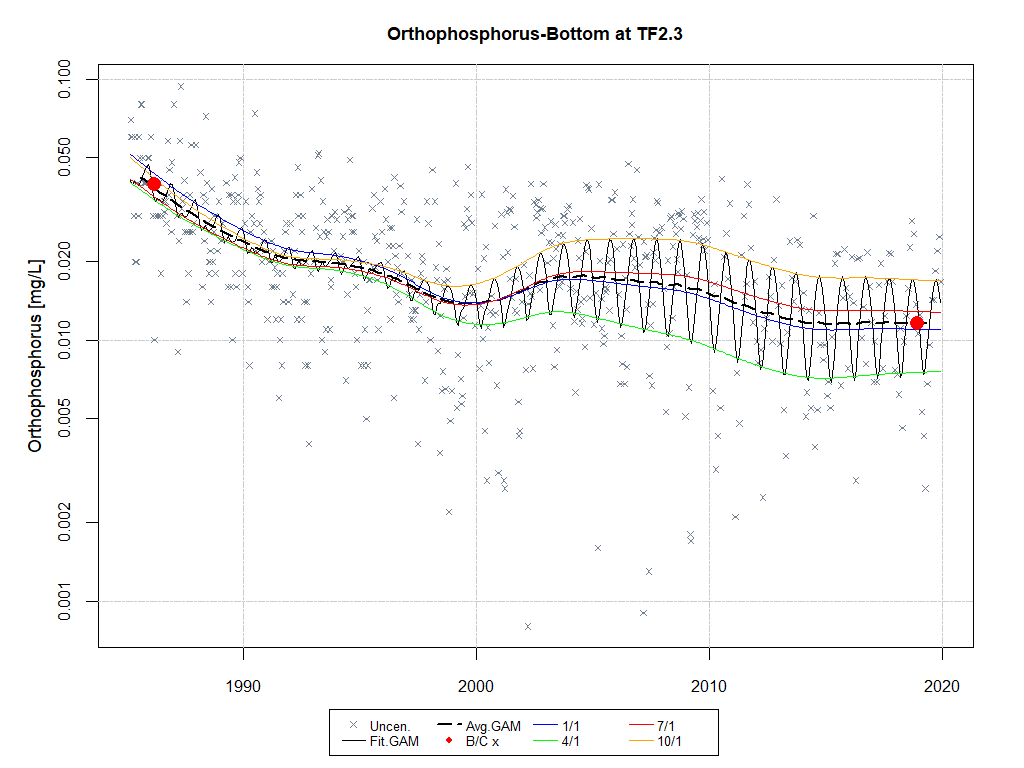 Orthophosphorus-Bottom at TF2.3
Orthophosphorus [mg/L]
0.100
0.050
0.020
0.010
0.005
0.002
0.001
1990 2000 2010 2020
Uncen. Avg.GAM 1/1 7/1
Fit.GAM B/C x 4/1 10/1